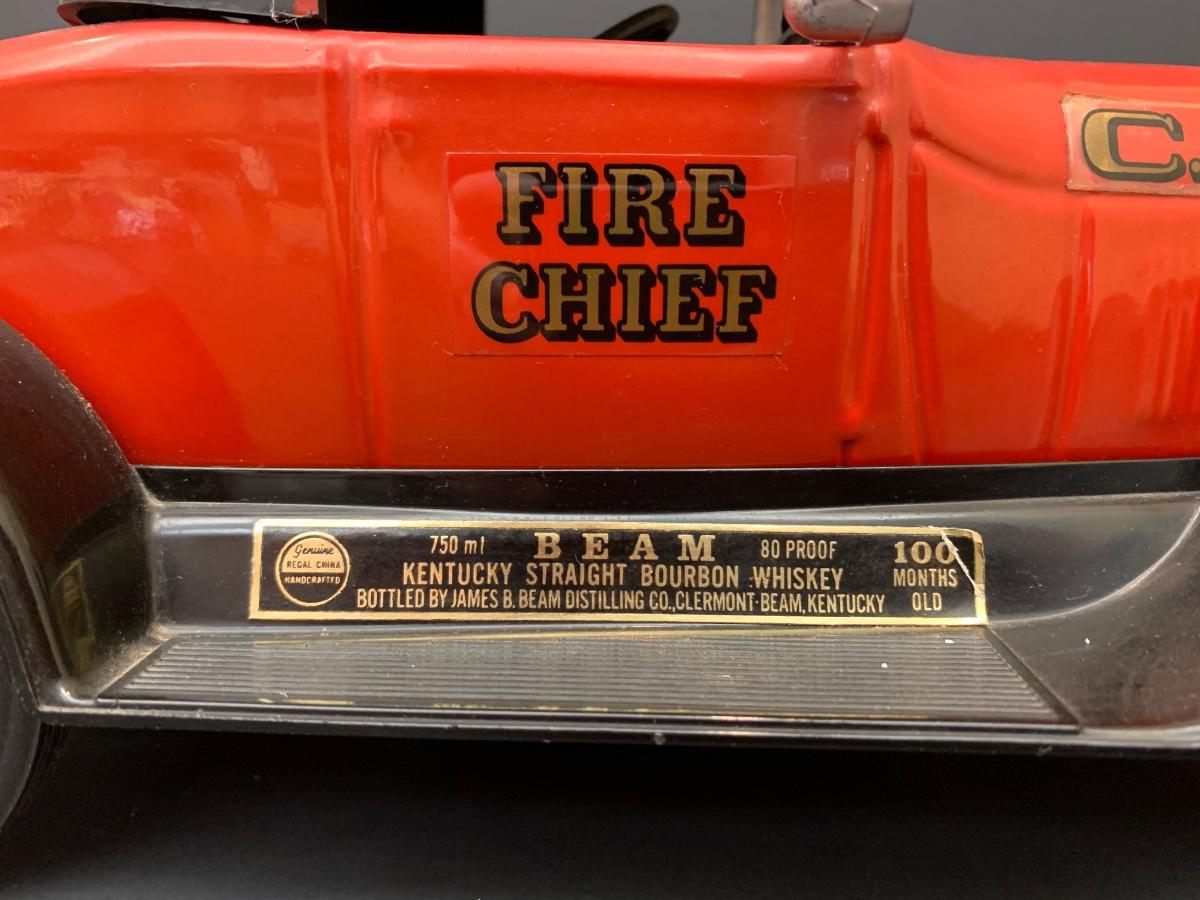 C.
FIRE
CHIEF
Genuine
REGAL CHINA
HANDCRAFTED
750 ml BEAM 80 PROOF
KENTUCKY STRAIGHT BOURBON WHISKEY
BOTTLED BY JAMES B. BEAM DISTILLING CO., CLERMONT-BEAM, KENTUCKY
100
MONTHS
OLD